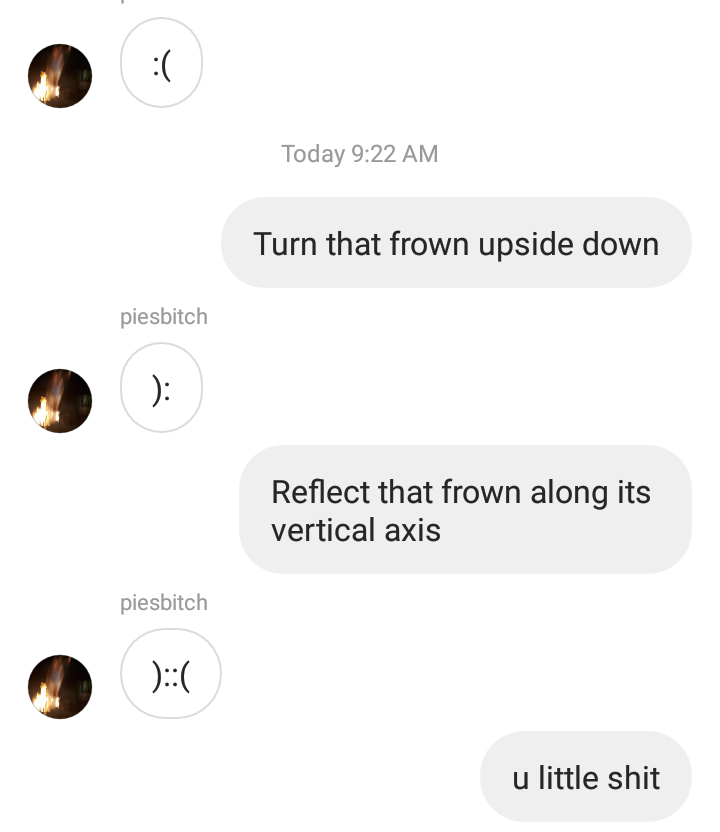 :(
Today 9:22 AM
Turn that frown upside down
piesbitch
):
Reflect that frown along its
vertical axis
piesbitch
)::(
u little shit